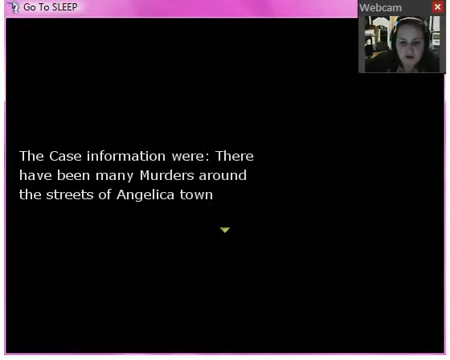 Go To SLEEP
Webcam
The Case information were: There
have been many Murders around
the streets of Angelica town